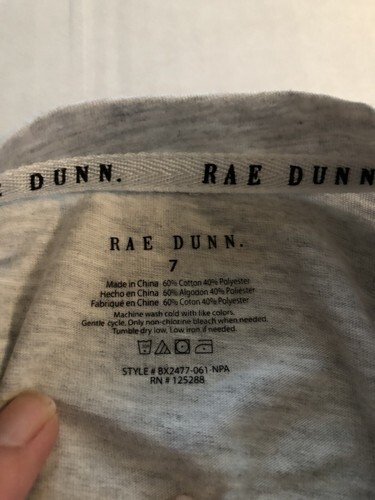 DUNN. RAE DUNN
RAE DUNN.
7
Made in China 60% Cotton 40% Polyester
Hecho en China 60% Algodon 40% Poliéster
Fabriqué en Chine 60% Coton 40% Polyester
Machine wash cold with like colors.
Gentle cycle. Only non-chlorine bleach when needed.
Tumble dry low. Low iron if needed.
STYLE # BX2477-061-NPA
RN # 125288